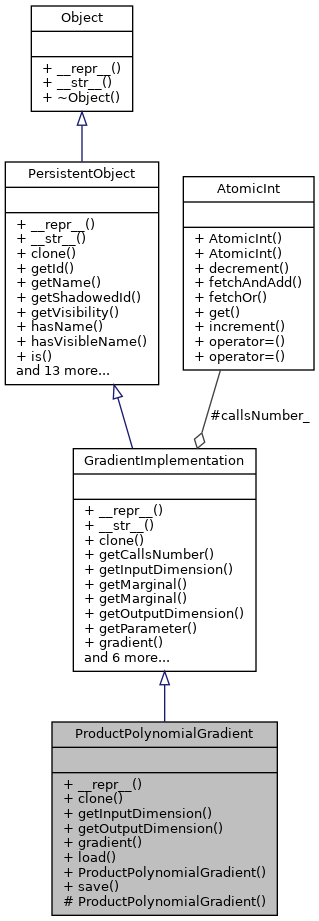 Object
+ __repr__()
+ __str__()
+ ~Object()
PersistentObject
+ __repr__()
+ __str__()
+ clone()
+ getId()
+ getName()
+ getShadowedId()
+ getVisibility()
+ hasName()
+ hasVisibleName()
+ is()
and 13 more...
AtomicInt
+ AtomicInt()
+ AtomicInt()
+ decrement()
+ fetchAndAdd()
+ fetchOr()
+ get()
+ increment()
+ operator=()
+ operator=()
#callsNumber_
GradientImplementation
+ __repr__()
+ __str__()
+ clone()
+ getCallsNumber()
+ getInputDimension()
+ getMarginal()
+ getMarginal()
+ getOutputDimension()
+ getParameter()
+ gradient()
and 6 more...
ProductPolynomialGradient
+ __repr__()
+ clone()
+ getInputDimension()
+ getOutputDimension()
+ gradient()
+ load()
+ ProductPolynomialGradient()
+ save()
# ProductPolynomialGradient()